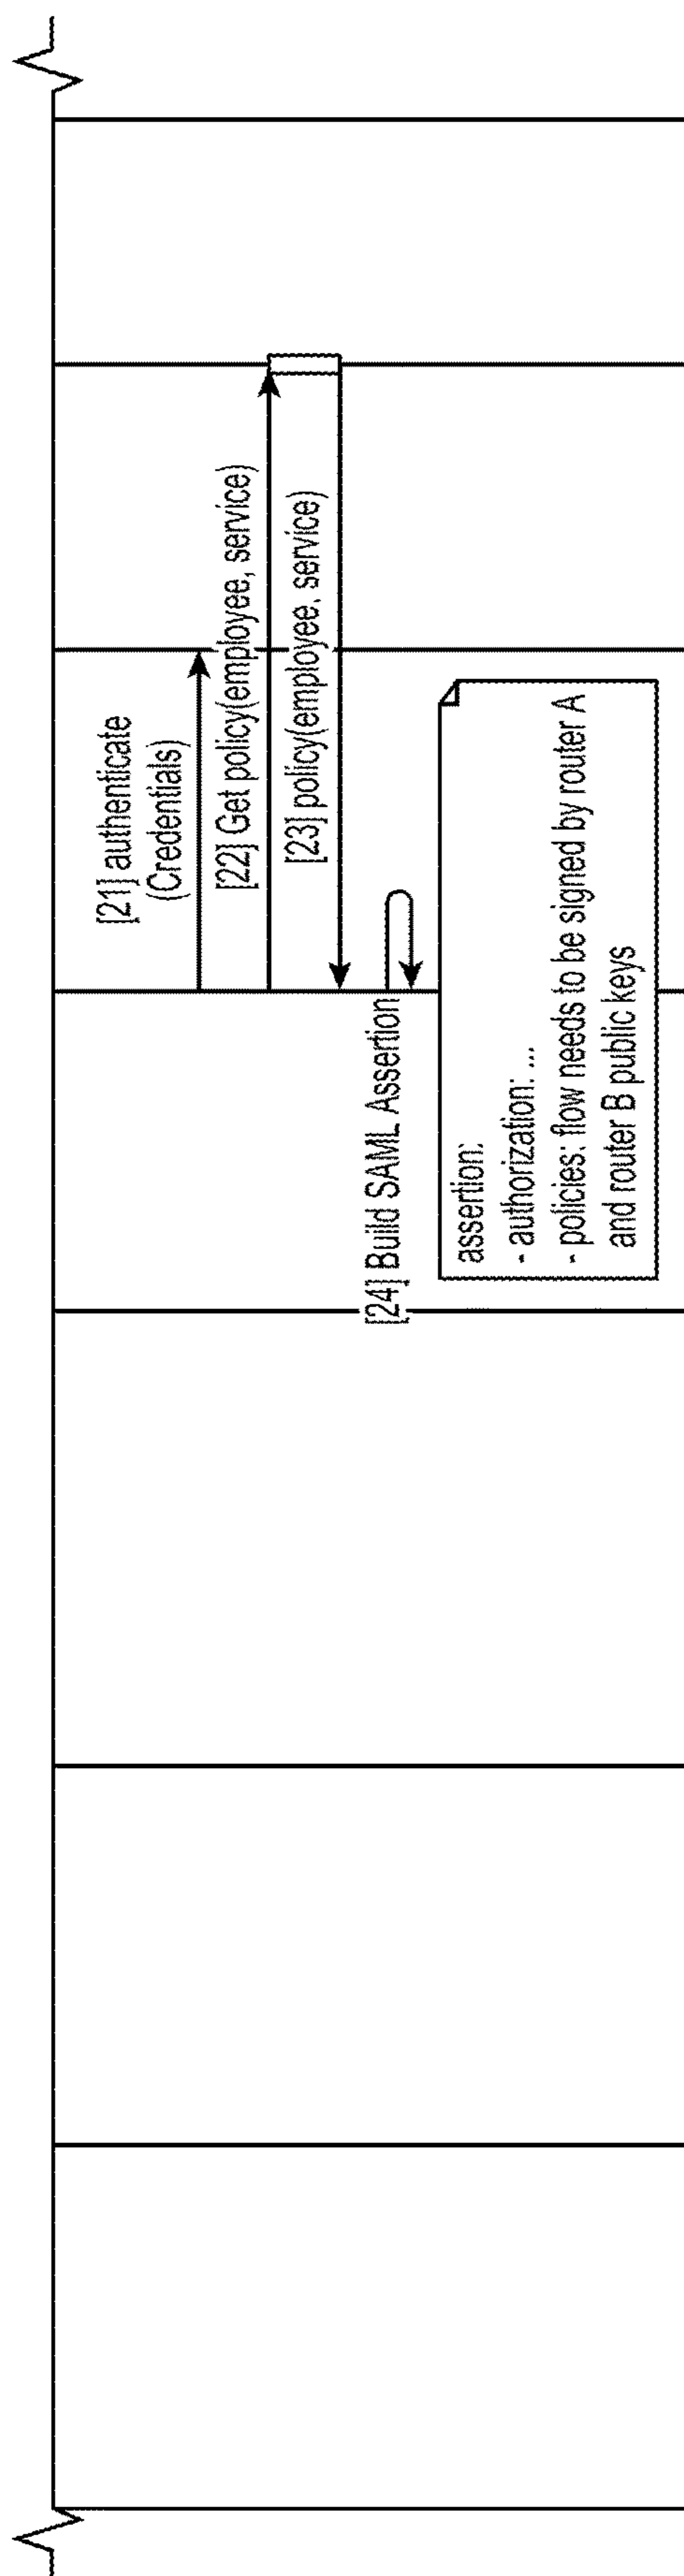 [21] authenticate
(Credentials)
[22] Get policy(employee, service)
[23] policy(employee, service)
[24] Build SAML Assertion
assertion:
- authorization: ...
- policies: flow needs to be signed by router A
and router B public keys